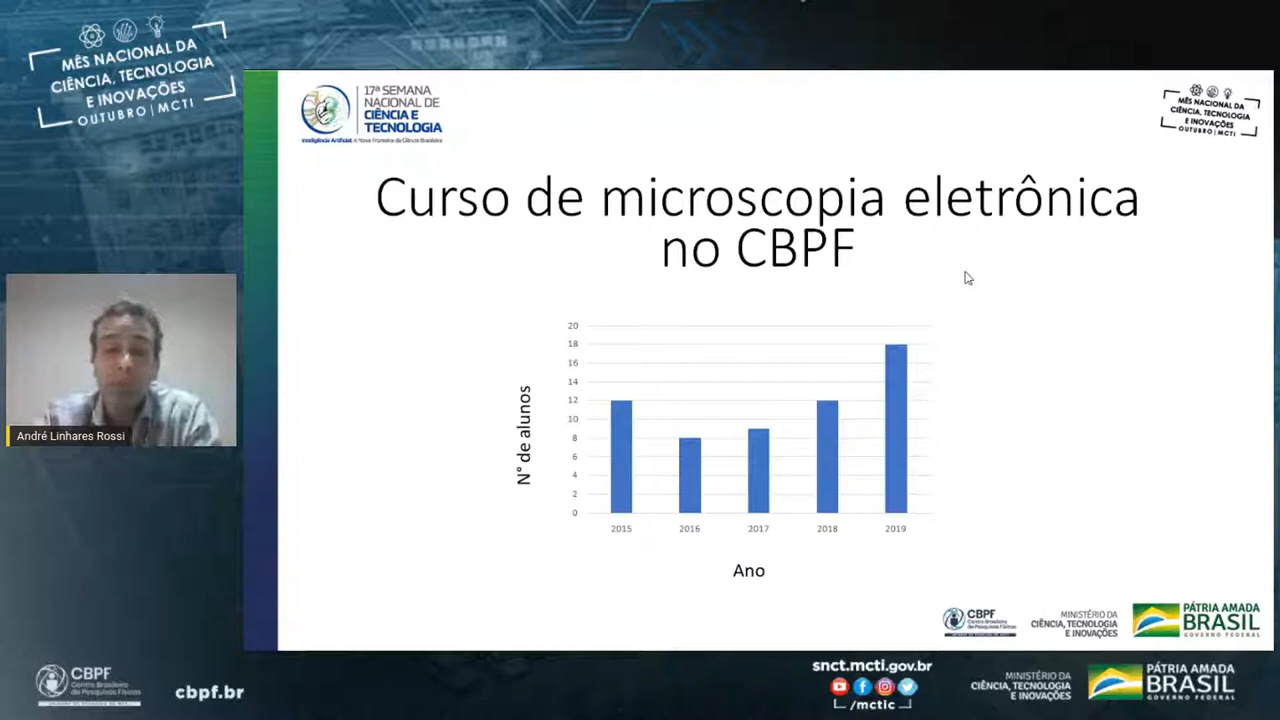 MÊS NACIONAL DA
CIÊNCIA, TECNOLOGIA
E INOVAÇÕES
OUTUBRO | MCTI
17ª SEMANA
NACIONAL DE
CIÊNCIA E
TECNOLOGIA
Inteligência Artificial: A Nova Fronteira da Ciência Brasileira
MÊS NACIONAL DA
CIÊNCIA, TECNOLOGIA
E INOVAÇÕES
OUTUBRO | MCTI
Curso de microscopia eletrônica
no CBPF
N° de alunos
20
18
16
14
12
10
8
6
4
2
0
2015 2016 2017 2018 2019
Ano
André Linhares Rossi
CBPF
Centro Brasileiro
de Pesquisas Físicas
MINISTÉRIO DA
CIÊNCIA, TECNOLOGIA
E INOVAÇÕES
PÁTRIA AMADA
BRASIL
GOVERNO FEDERAL
CBPF
Centro Brasileiro
de Pesquisas Físicas
cbpf.br
snct.mcti.gov.br
/mctic
MINISTÉRIO DA
CIÊNCIA, TECNOLOGIA
E INOVAÇÕES
PÁTRIA AMADA
BRASIL
GOVERNO FEDERAL